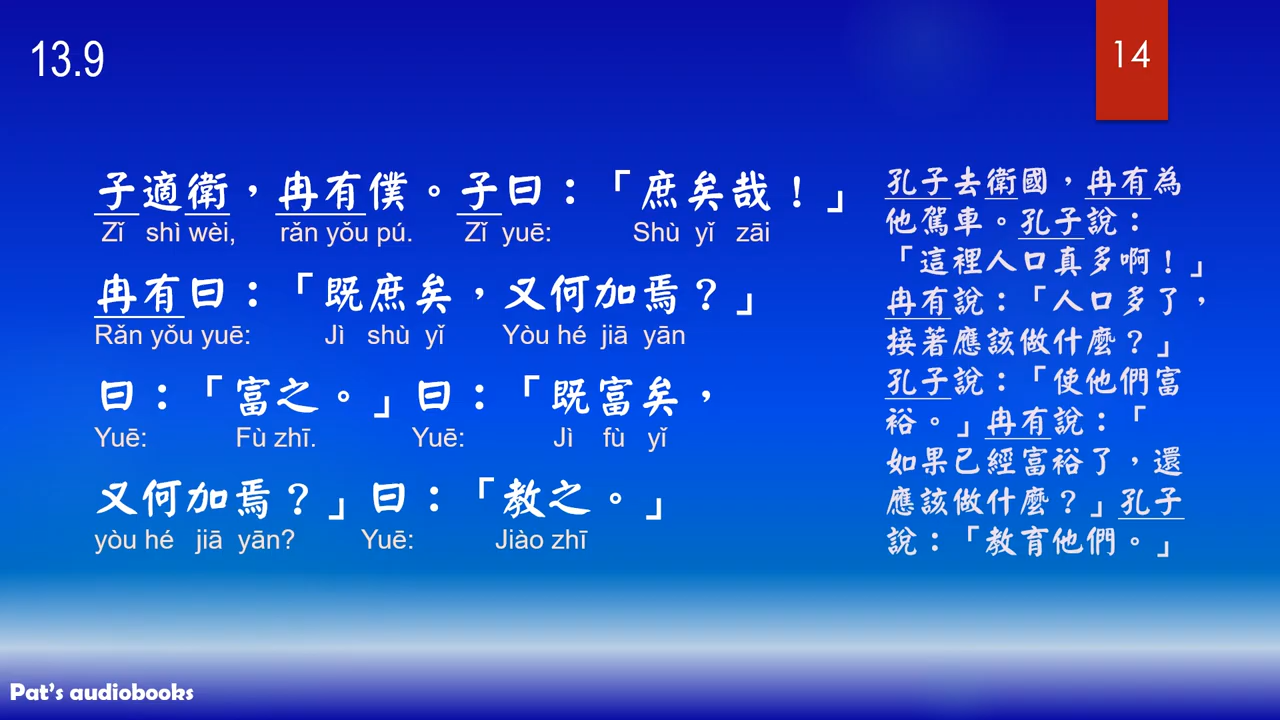 13.9
14
子適衛，冉有僕。子曰：「庶矣哉！」
Zǐ shì wèi, rǎn yǒu pú. Zǐ yuē: Shù yǐ zāi
冉有曰：「既庶矣，又何加焉？」
Rǎn yǒu yuē: Jì shù yǐ Yòu hé jiā yān
曰：「富之。」曰：「既富矣，
Yuē: Fù zhī. Yuē: Jì fù yǐ
又何加焉？」曰：「教之。」
yòu hé jiā yān? Yuē: Jiào zhī
孔子去衛國，冉有為
他駕車。孔子說：
「這裡人口真多啊！」
冉有說：「人口多了，
接著應該做什麼？」
孔子說：「使他們富
裕。」冉有說：「
如果已經富裕了，還
應該做什麼？」孔子
說：「教育他們。」
Pat's audiobooks